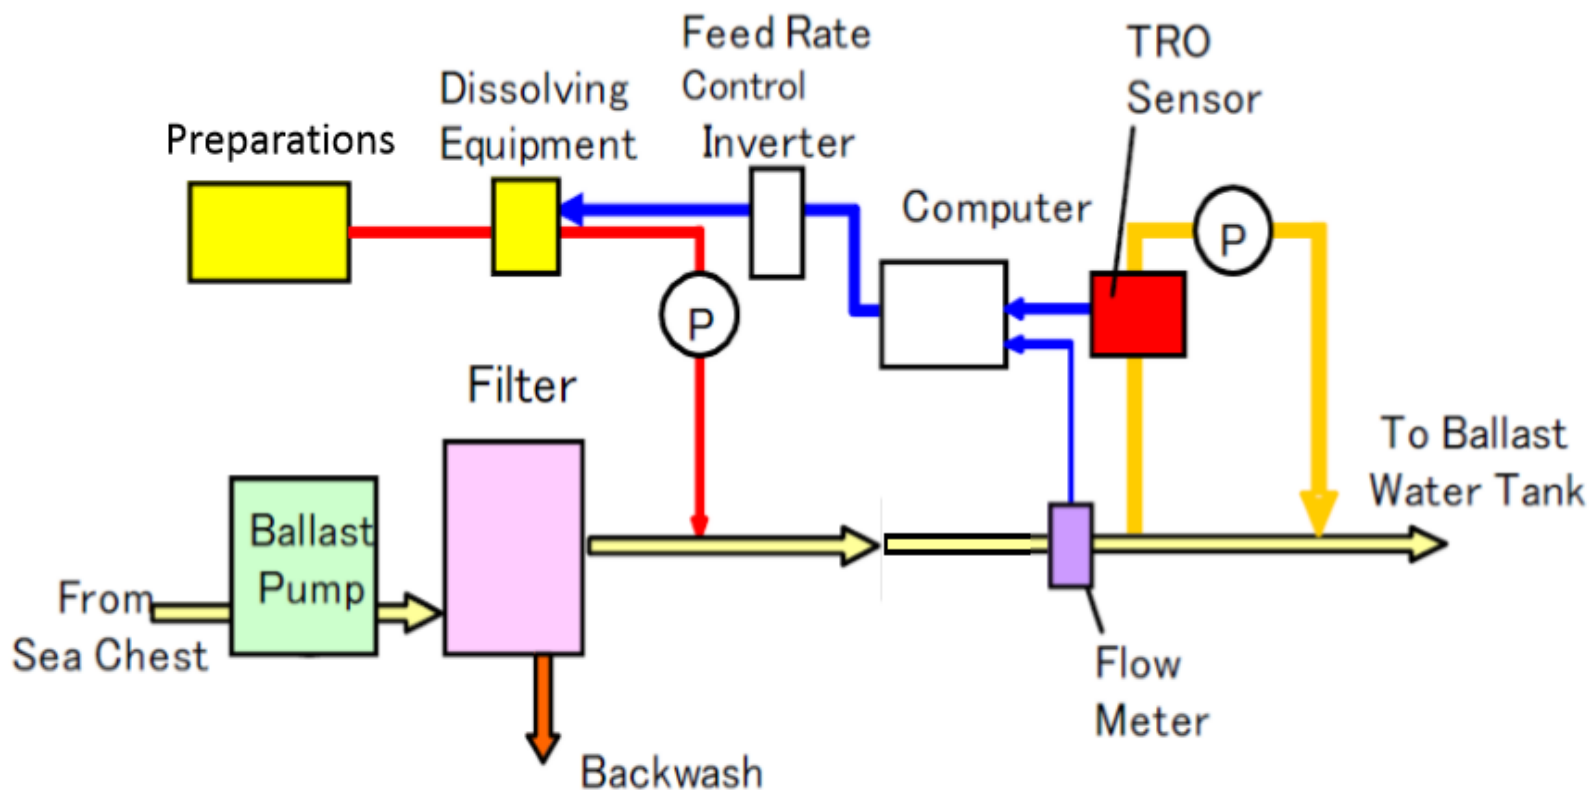 Feed Rate
Control
Inverter
TRO
Sensor
Dissolving
Equipment
Preparations
Computer
P
P
Filter
To Ballast
Water Tank
Ballast
Pump
From
Sea Chest
Flow
Meter
Backwash